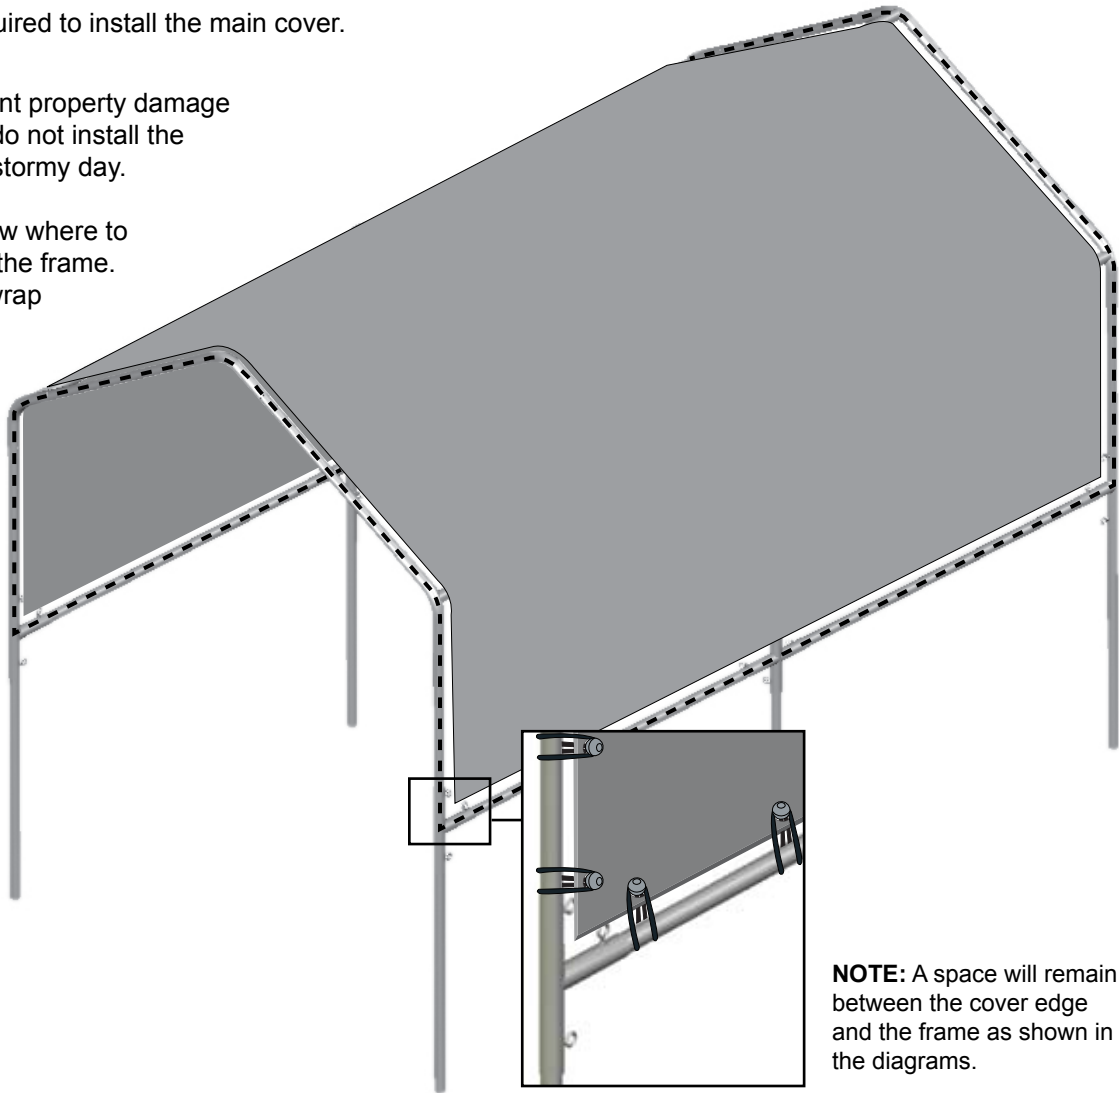 uired to install the main cover.
nt property damage
do not install the
stormy day.
w where to
the frame.
wrap
NOTE: A space will remain
between the cover edge
and the frame as shown in
the diagrams.